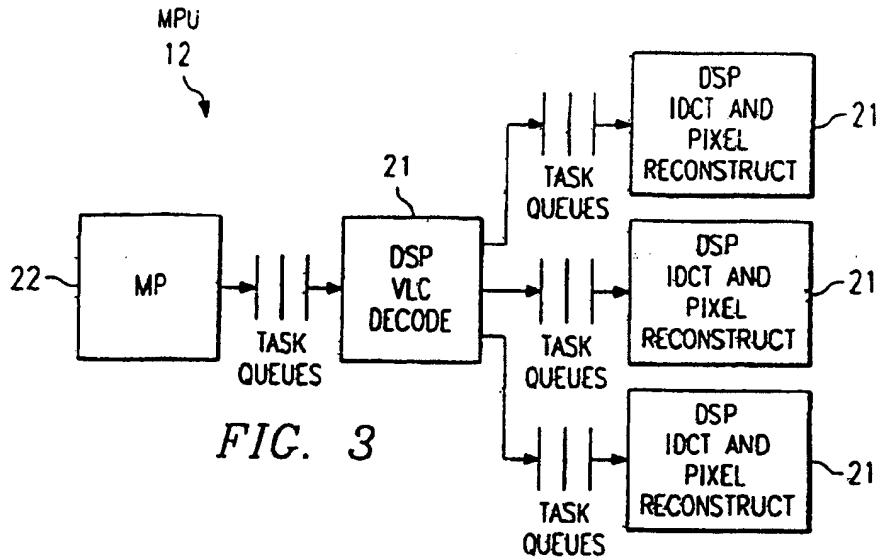 MPU
12
22
MP
TASK
QUEUES
21
DSP
VLC
DECODE
TASK
QUEUES
DSP
IDCT AND
PIXEL
RECONSTRUCT
21
TASK
QUEUES
DSP
IDCT AND
PIXEL
RECONSTRUCT
21
TASK
QUEUES
DSP
IDCT AND
PIXEL
RECONSTRUCT
21
FIG. 3